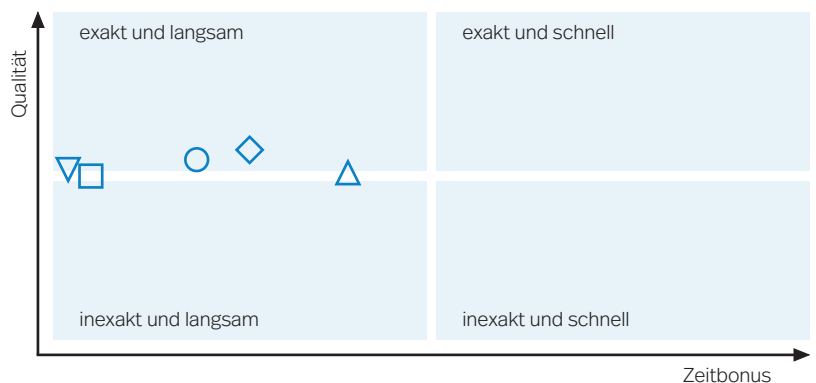 Qualität
exakt und langsam
exakt und schnell
inexakt und langsam
inexakt und schnell
Zeitbonus